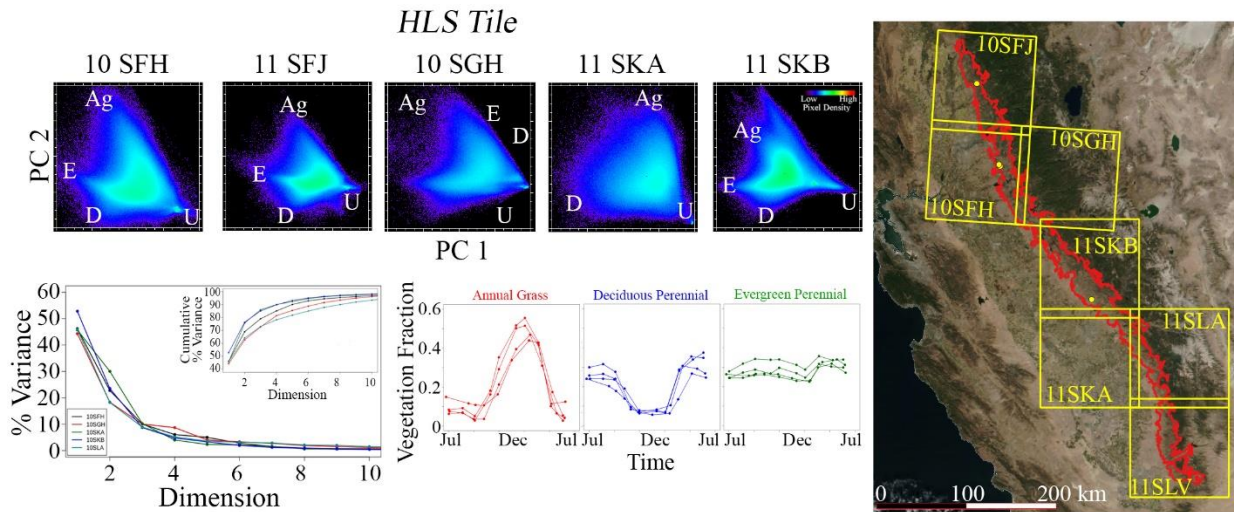 HLS Tile
10 SFH
11 SFJ
10 SGH
11 SKA
11 SKB
PC 2
Ag
E
D
U
Ag
E
D
U
Ag
E
D
U
Ag
D
U
Ag
E
D
U
Low High
Pixel Density
PC 1
% Variance
60
50
40
30
20
10
0
2 4 6 8 10
Dimension
10SFH
10SGH
10SKA
10SKB
10SLA
Cumulative
% Variance
100
90
80
70
60
50
40
2 4 6 8 10
Dimension
Vegetation Fraction
0.6
0.4
0.2
0
Annual Grass
Deciduous Perennial
Evergreen Perennial
Jul Dec Jul
Jul Dec Jul
Jul Dec Jul
Time
10SFJ
10SGH
10SFH
11SKB
11SLA
11SKA
11SLV
0 100 200 km